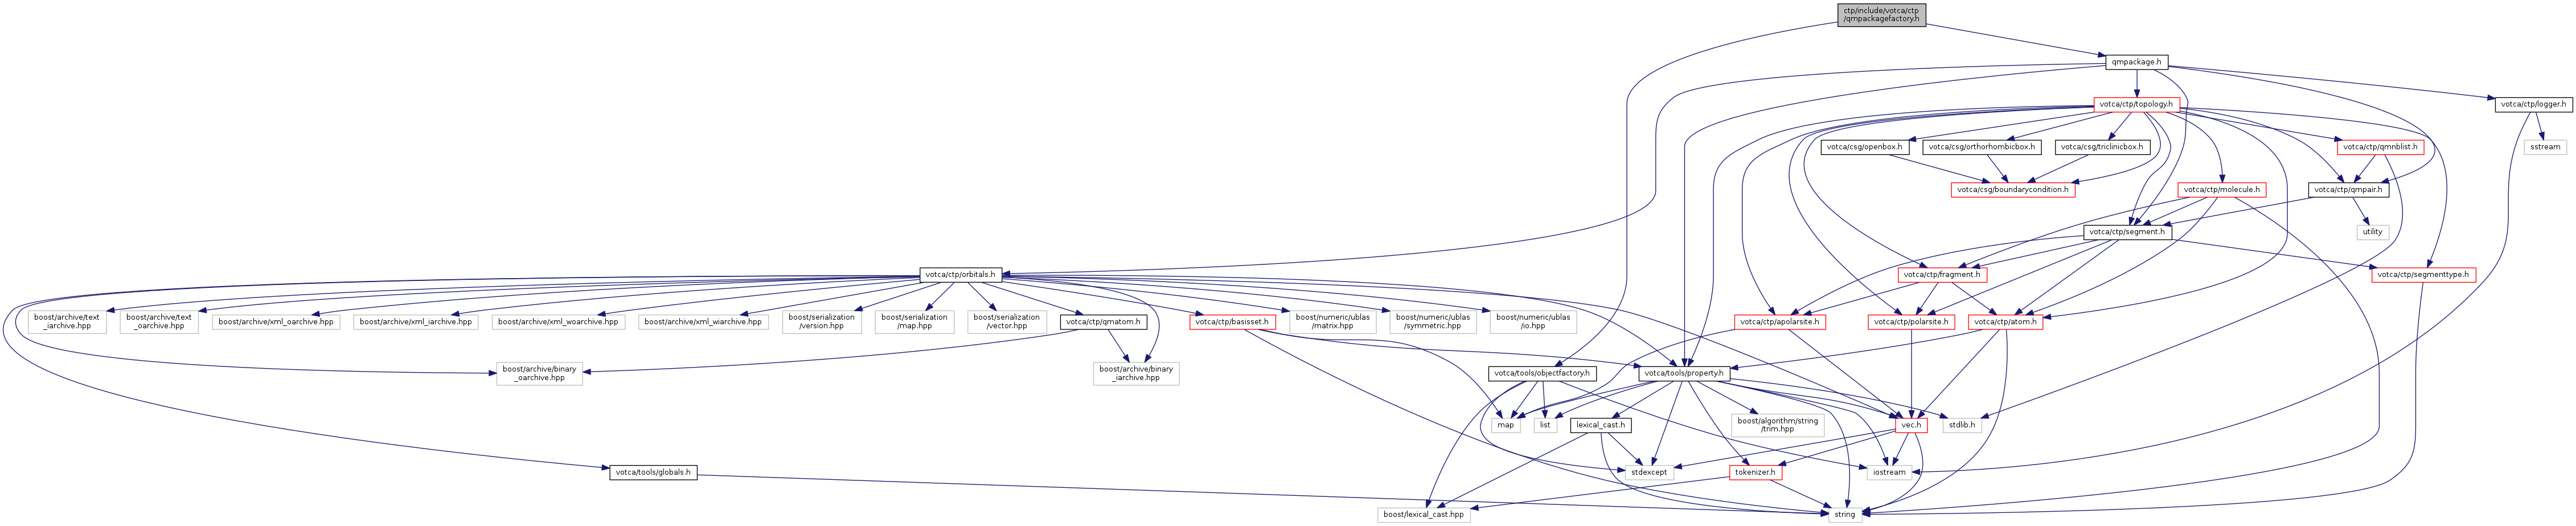 ctp/include/votca/ctp
/qmpackagefactory.h
qmpackage.h
votca/ctp/topology.h
votca/ctp/logger.h
votca/csg/openbox.h
votca/csg/orthorhombicbox.h
votca/csg/triclinicbox.h
votca/ctp/qmnblist.h
sstream
votca/csg/boundarycondition.h
votca/ctp/molecule.h
votca/ctp/qmpair.h
votca/ctp/segment.h
utility
votca/ctp/orbitals.h
votca/ctp/fragment.h
votca/ctp/segmenttype.h
boost/archive/text
_iarchive.hpp
boost/archive/text
_oarchive.hpp
boost/archive/xml_oarchive.hpp
boost/archive/xml_iarchive.hpp
boost/archive/xml_woarchive.hpp
boost/archive/xml_wiarchive.hpp
boost/serialization
/version.hpp
boost/serialization
/map.hpp
boost/serialization
/vector.hpp
votca/ctp/qmatom.h
votca/ctp/basisset.h
boost/numeric/ublas
/matrix.hpp
boost/numeric/ublas
/symmetric.hpp
boost/numeric/ublas
/io.hpp
votca/ctp/apolarsite.h
votca/ctp/polarsite.h
votca/ctp/atom.h
boost/archive/binary
_oarchive.hpp
boost/archive/binary
_iarchive.hpp
votca/tools/objectfactory.h
votca/tools/property.h
map
list
lexical_cast.h
boost/algorithm/string
/trim.hpp
vec.h
stdlib.h
votca/tools/globals.h
stdexcept
tokenizer.h
iostream
boost/lexical_cast.hpp
string